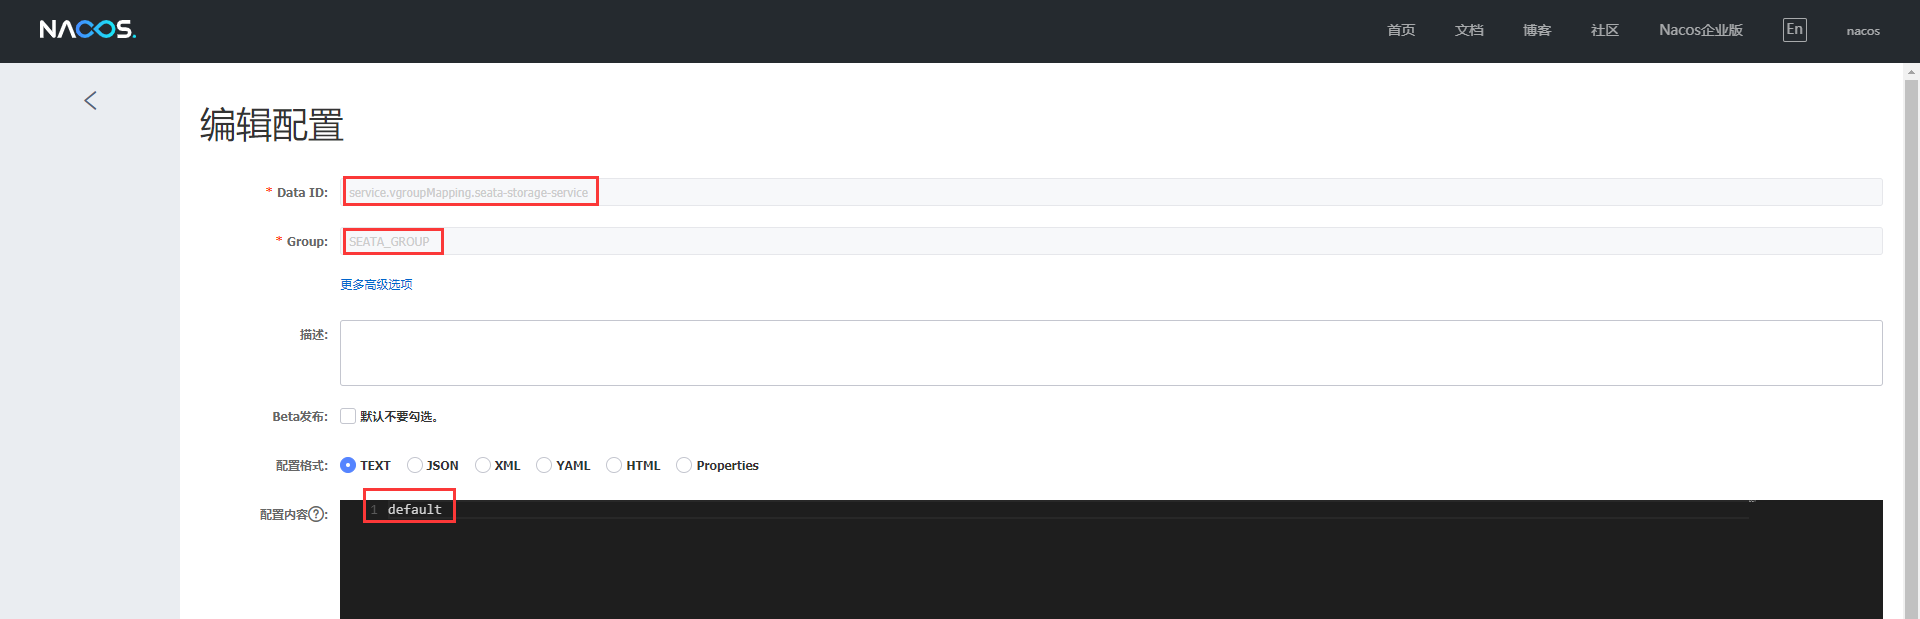 NACOS.
首页 文档 博客 社区 Nacos企业版 En nacos
编辑配置
* Data ID: service.vgroupMapping.seata-storage-service
* Group: SEATA_GROUP
更多高级选项
描述:
Beta发布: 默认不要勾选。
配置格式: TEXT JSON XML YAML HTML Properties
配置内容?: 1 default